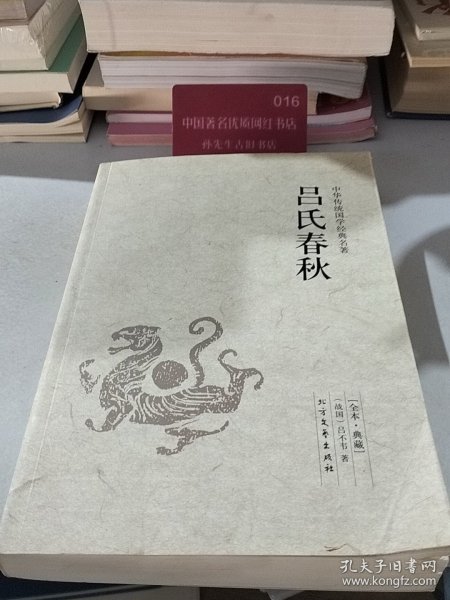 016
中国著名优质网红书店
孙先生古旧书店
中华传统国学经典名著
吕氏春秋
［全本·典藏］
（战国）吕不韦 著
北方文艺出版社
孔夫子旧书网
www.kongfz.com